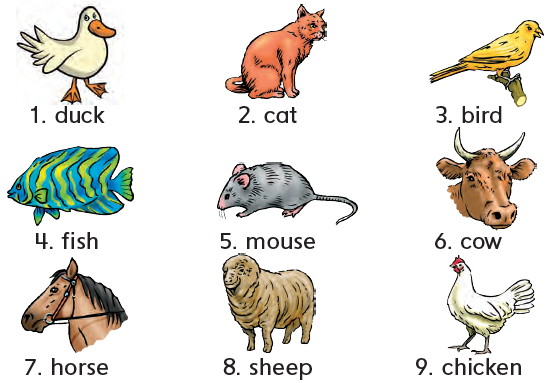 1. duck
2. cat
3. bird
4. fish
5. mouse
6. cow
7. horse
8. sheep
9. chicken